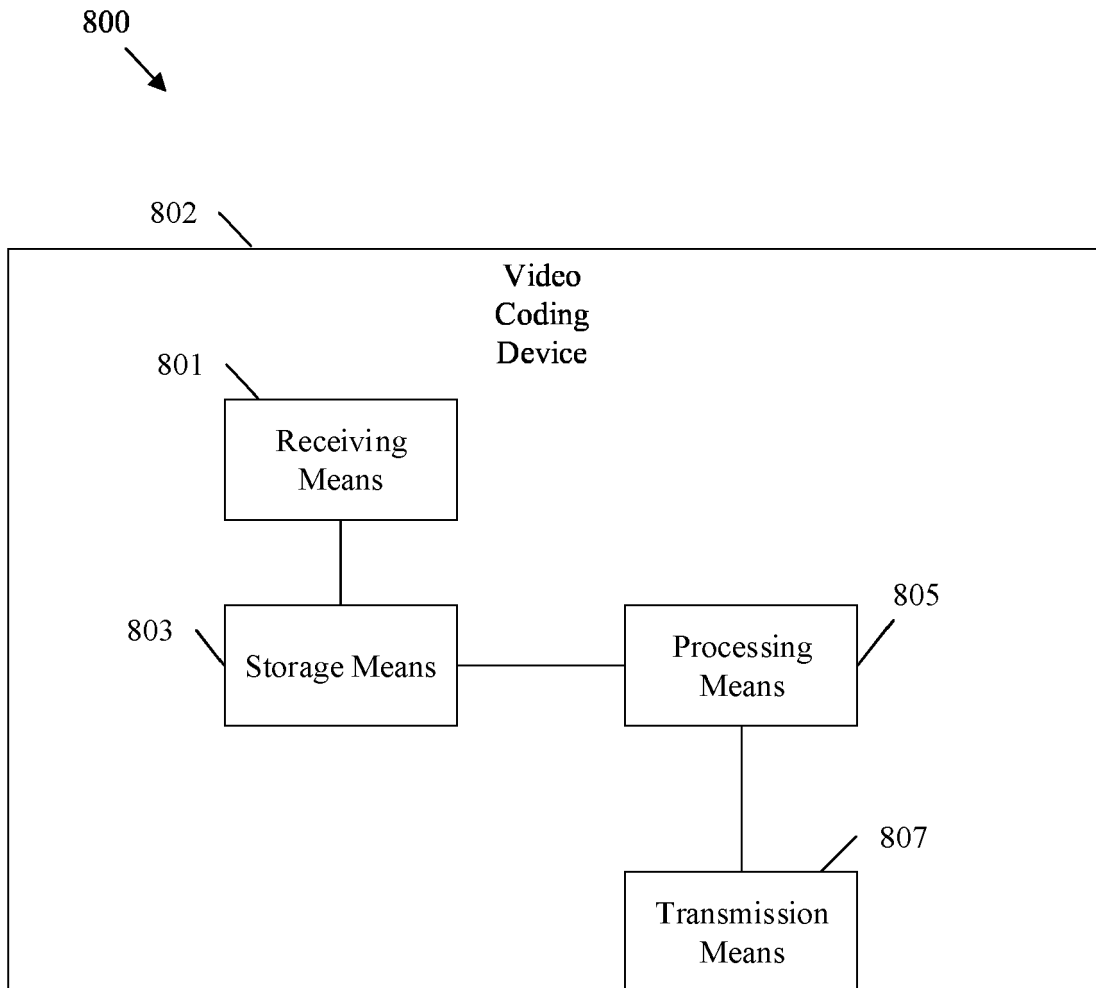 800
802
Video
Coding
Device
801
Receiving
Means
803
Storage Means
805
Processing
Means
807
Transmission
Means